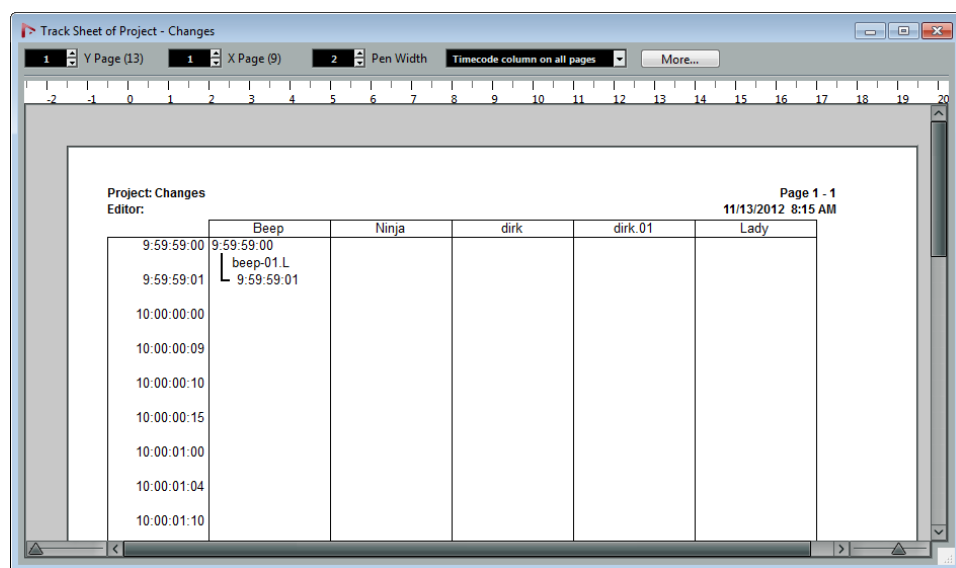 Track Sheet of Project - Changes
1 Y Page (13) 1 X Page (9) 2 Pen Width Timecode column on all pages More...
-2 -1 0 1 2 3 4 5 6 7 8 9 10 11 12 13 14 15 16 17 18 19 20
Project: Changes Page 1 - 1
Editor: 11/13/2012 8:15 AM
Beep Ninja dirk dirk.01 Lady
9:59:59:00 9:59:59:00
beep-01.L
9:59:59:01 9:59:59:01
10:00:00:00
10:00:00:09
10:00:00:10
10:00:00:15
10:00:01:00
10:00:01:04
10:00:01:10